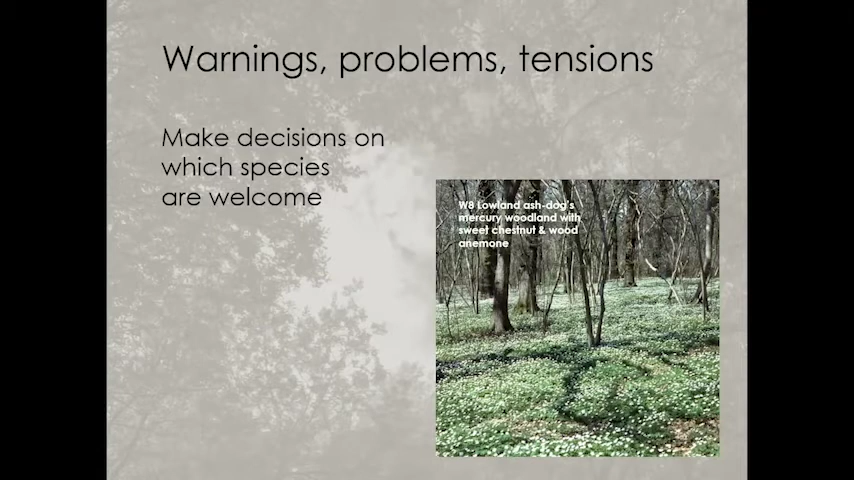 Warnings, problems, tensions
Make decisions on
which species
are welcome
W8 Lowland ash-dog's
mercury woodland with
sweet chestnut & wood
anemone